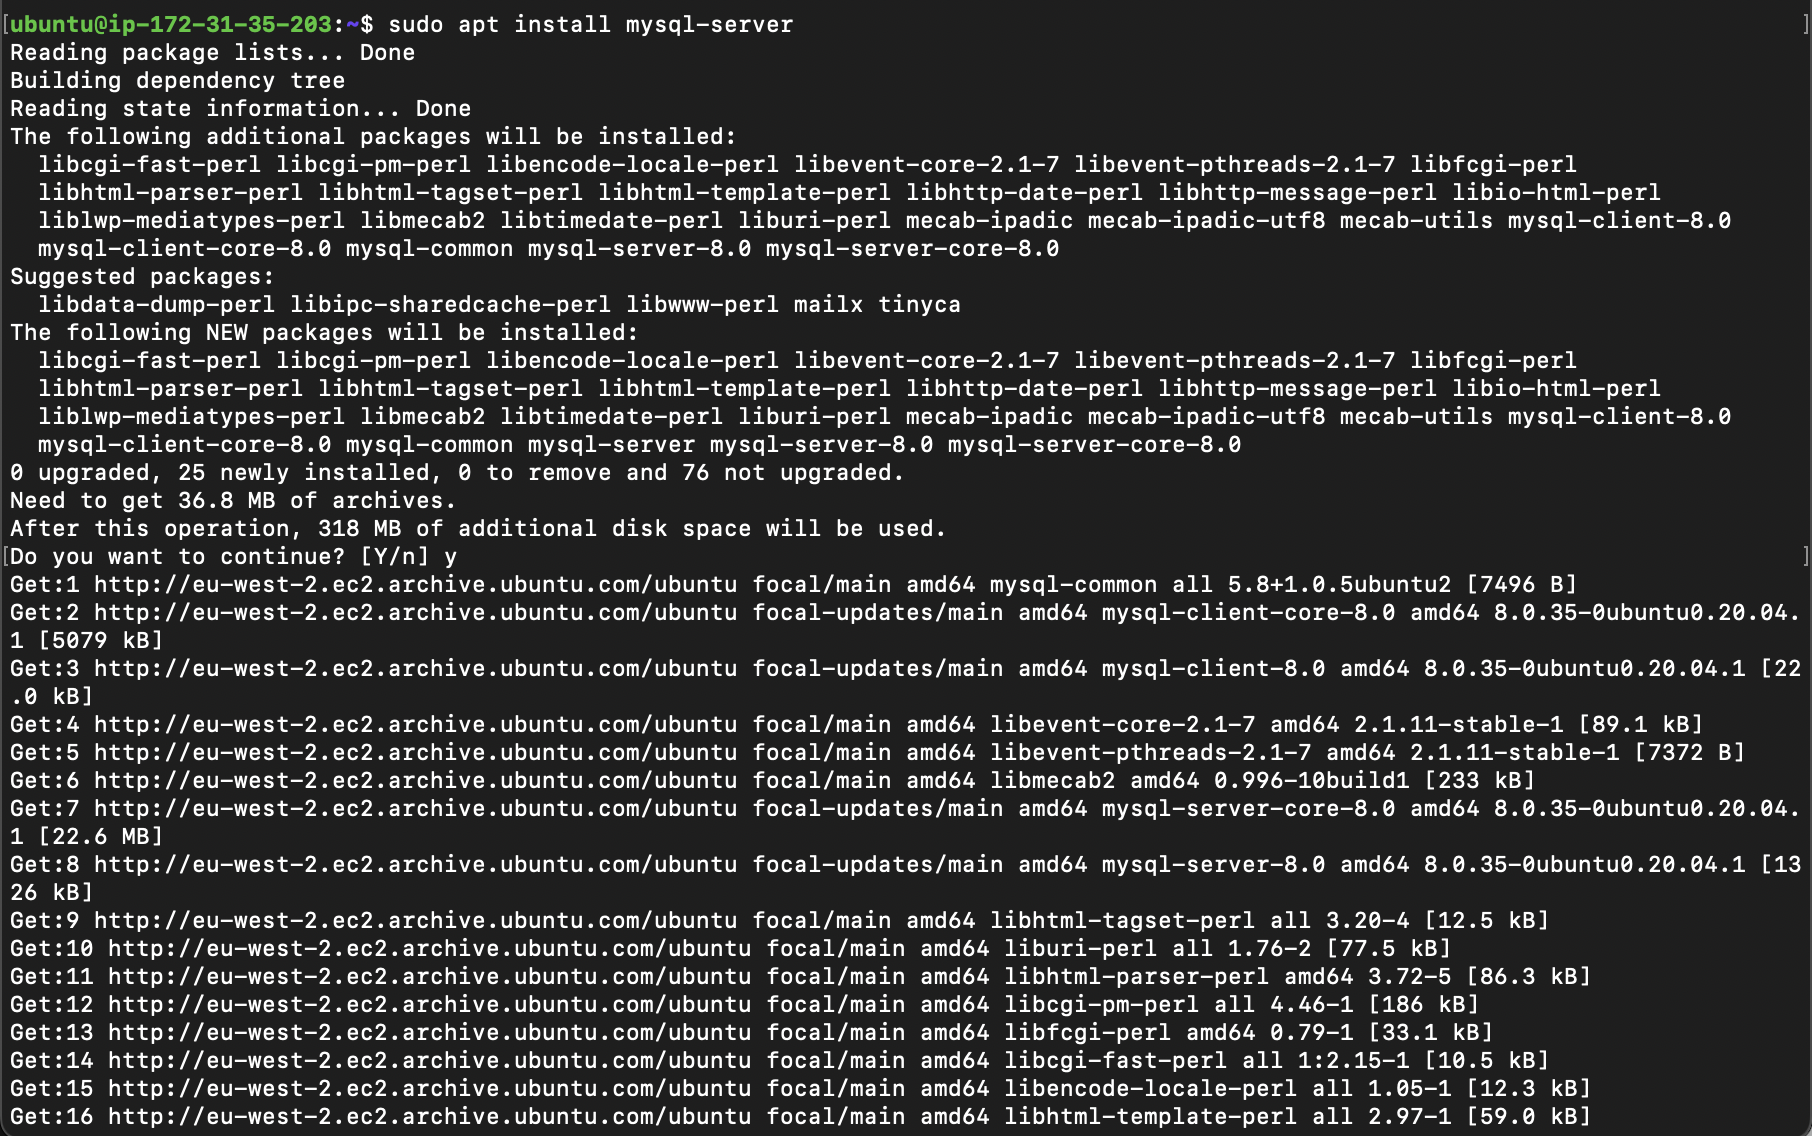 [ubuntu@ip-172-31-35-203:~$ sudo apt install mysql-server ]
Reading package lists... Done
Building dependency tree
Reading state information... Done
The following additional packages will be installed:
  libcgi-fast-perl libcgi-pm-perl libencode-locale-perl libevent-core-2.1-7 libevent-pthreads-2.1-7 libfcgi-perl
  libhtml-parser-perl libhtml-tagset-perl libhtml-template-perl libhttp-date-perl libhttp-message-perl libio-html-perl
  liblwp-mediatypes-perl libmecab2 libtimedate-perl liburi-perl mecab-ipadic mecab-ipadic-utf8 mecab-utils mysql-client-8.0
  mysql-client-core-8.0 mysql-common mysql-server-8.0 mysql-server-core-8.0
Suggested packages:
  libdata-dump-perl libipc-sharedcache-perl libwww-perl mailx tinyca
The following NEW packages will be installed:
  libcgi-fast-perl libcgi-pm-perl libencode-locale-perl libevent-core-2.1-7 libevent-pthreads-2.1-7 libfcgi-perl
  libhtml-parser-perl libhtml-tagset-perl libhtml-template-perl libhttp-date-perl libhttp-message-perl libio-html-perl
  liblwp-mediatypes-perl libmecab2 libtimedate-perl liburi-perl mecab-ipadic mecab-ipadic-utf8 mecab-utils mysql-client-8.0
  mysql-client-core-8.0 mysql-common mysql-server mysql-server-8.0 mysql-server-core-8.0
0 upgraded, 25 newly installed, 0 to remove and 76 not upgraded.
Need to get 36.8 MB of archives.
After this operation, 318 MB of additional disk space will be used.
[Do you want to continue? [Y/n] y ]
Get:1 http://eu-west-2.ec2.archive.ubuntu.com/ubuntu focal/main amd64 mysql-common all 5.8+1.0.5ubuntu2 [7496 B]
Get:2 http://eu-west-2.ec2.archive.ubuntu.com/ubuntu focal-updates/main amd64 mysql-client-core-8.0 amd64 8.0.35-0ubuntu0.20.04.
1 [5079 kB]
Get:3 http://eu-west-2.ec2.archive.ubuntu.com/ubuntu focal-updates/main amd64 mysql-client-8.0 amd64 8.0.35-0ubuntu0.20.04.1 [22
.0 kB]
Get:4 http://eu-west-2.ec2.archive.ubuntu.com/ubuntu focal/main amd64 libevent-core-2.1-7 amd64 2.1.11-stable-1 [89.1 kB]
Get:5 http://eu-west-2.ec2.archive.ubuntu.com/ubuntu focal/main amd64 libevent-pthreads-2.1-7 amd64 2.1.11-stable-1 [7372 B]
Get:6 http://eu-west-2.ec2.archive.ubuntu.com/ubuntu focal/main amd64 libmecab2 amd64 0.996-10build1 [233 kB]
Get:7 http://eu-west-2.ec2.archive.ubuntu.com/ubuntu focal-updates/main amd64 mysql-server-core-8.0 amd64 8.0.35-0ubuntu0.20.04.
1 [22.6 MB]
Get:8 http://eu-west-2.ec2.archive.ubuntu.com/ubuntu focal-updates/main amd64 mysql-server-8.0 amd64 8.0.35-0ubuntu0.20.04.1 [13
26 kB]
Get:9 http://eu-west-2.ec2.archive.ubuntu.com/ubuntu focal/main amd64 libhtml-tagset-perl all 3.20-4 [12.5 kB]
Get:10 http://eu-west-2.ec2.archive.ubuntu.com/ubuntu focal/main amd64 liburi-perl all 1.76-2 [77.5 kB]
Get:11 http://eu-west-2.ec2.archive.ubuntu.com/ubuntu focal/main amd64 libhtml-parser-perl amd64 3.72-5 [86.3 kB]
Get:12 http://eu-west-2.ec2.archive.ubuntu.com/ubuntu focal/main amd64 libcgi-pm-perl all 4.46-1 [186 kB]
Get:13 http://eu-west-2.ec2.archive.ubuntu.com/ubuntu focal/main amd64 libfcgi-perl amd64 0.79-1 [33.1 kB]
Get:14 http://eu-west-2.ec2.archive.ubuntu.com/ubuntu focal/main amd64 libcgi-fast-perl all 1:2.15-1 [10.5 kB]
Get:15 http://eu-west-2.ec2.archive.ubuntu.com/ubuntu focal/main amd64 libencode-locale-perl all 1.05-1 [12.3 kB]
Get:16 http://eu-west-2.ec2.archive.ubuntu.com/ubuntu focal/main amd64 libhtml-template-perl all 2.97-1 [59.0 kB]